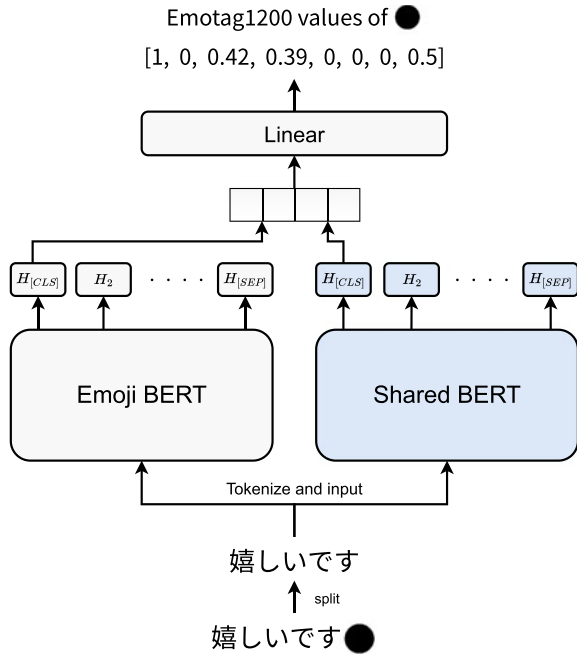 Emotag1200 values of ●
[1, 0, 0.42, 0.39, 0, 0, 0, 0.5]
Linear
H[CLS] H2 · · · · H[SEP] H[CLS] H2 · · · · H[SEP]
Emoji BERT Shared BERT
Tokenize and input
嬉しいです
split
嬉しいです●